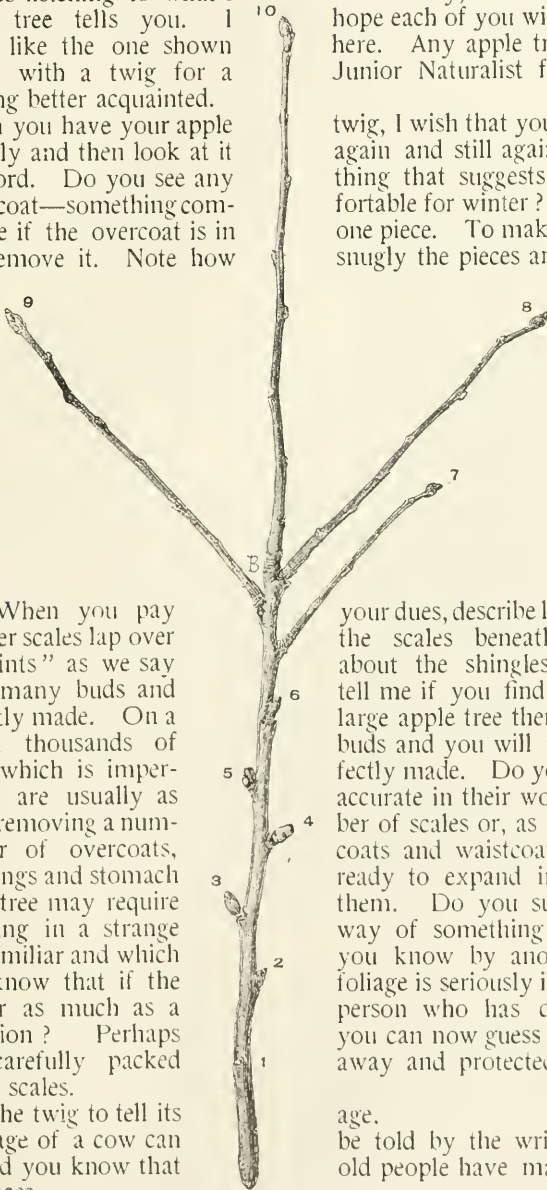 10
tree tells you. I hope each of you wi
like the one shown here. Any apple tr
with a twig for a Junior Naturalist f
ng better acquainted.
you have your apple twig, I wish that you
ly and then look at it again and still agai
ord. Do you see any thing that suggests
coat—something com- fortable for winter ?
e if the overcoat is in one piece. To mak
emove it. Note how snugly the pieces ar
9
8
7
B
When you pay your dues, describe l
er scales lap over the scales beneath
ints" as we say about the shingles
many buds and tell me if you find
tly made. On a large apple tree ther
thousands of buds and you will
which is imper- fectly made. Do yo
are usually as accurate in their wo
removing a num- ber of scales or, as
r of overcoats, coats and waistcoa
ngs and stomach ready to expand i
tree may require them. Do you su
ng in a strange way of something
miliar and which you know by ano
know that if the foliage is seriously i
r as much as a person who has c
ion ? Perhaps you can now guess
carefully packed away and protected
scales.
he twig to tell its age.
age of a cow can be told by the wri
d you know that old people have ma
6
5
4
3
2
1